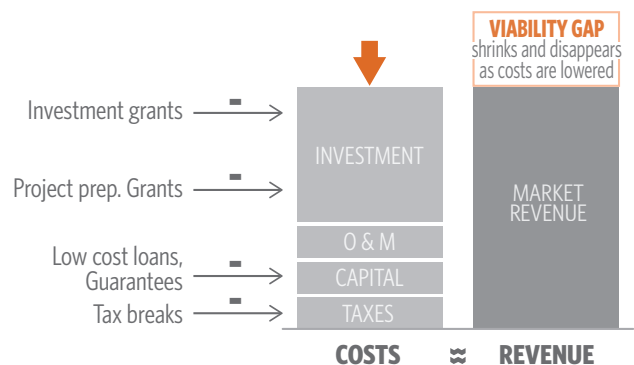 VIABILITY GAP
shrinks and disappears
as costs are lowered
Investment grants
-
INVESTMENT
Project prep. Grants
-
MARKET
REVENUE
O & M
Low cost loans,
Guarantees
-
CAPITAL
Tax breaks
-
TAXES
COSTS ≈ REVENUE